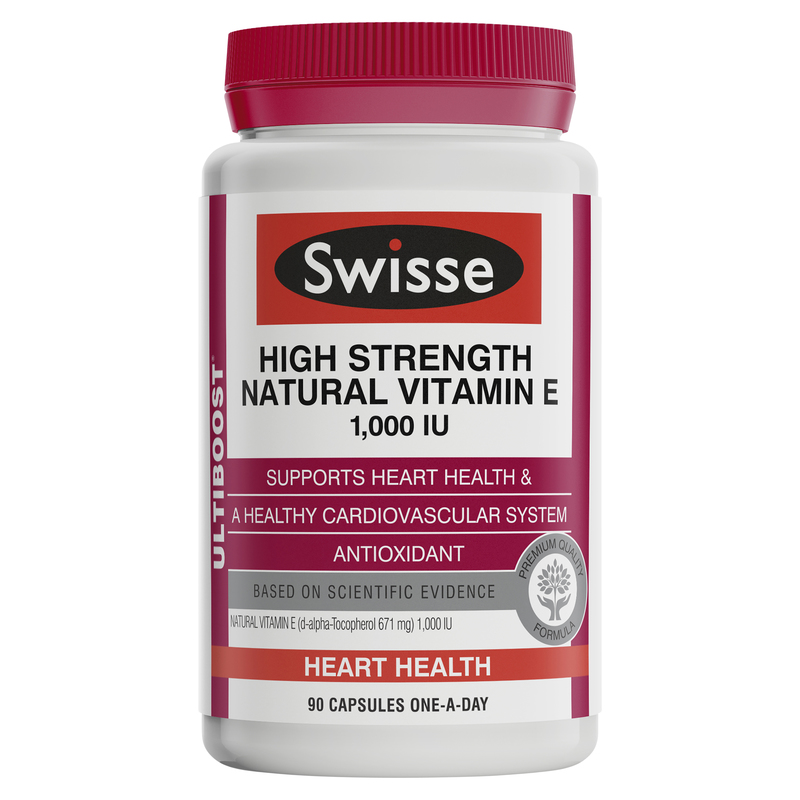 Swisse
HIGH STRENGTH
NATURAL VITAMIN E
1,000 IU
ULTIBOOST®
SUPPORTS HEART HEALTH &
A HEALTHY CARDIOVASCULAR SYSTEM
ANTIOXIDANT
BASED ON SCIENTIFIC EVIDENCE
PREMIUM QUALITY
FORMULA
NATURAL VITAMIN E (d-alpha-Tocopherol 671 mg) 1,000 IU
HEART HEALTH
90 CAPSULES ONE-A-DAY